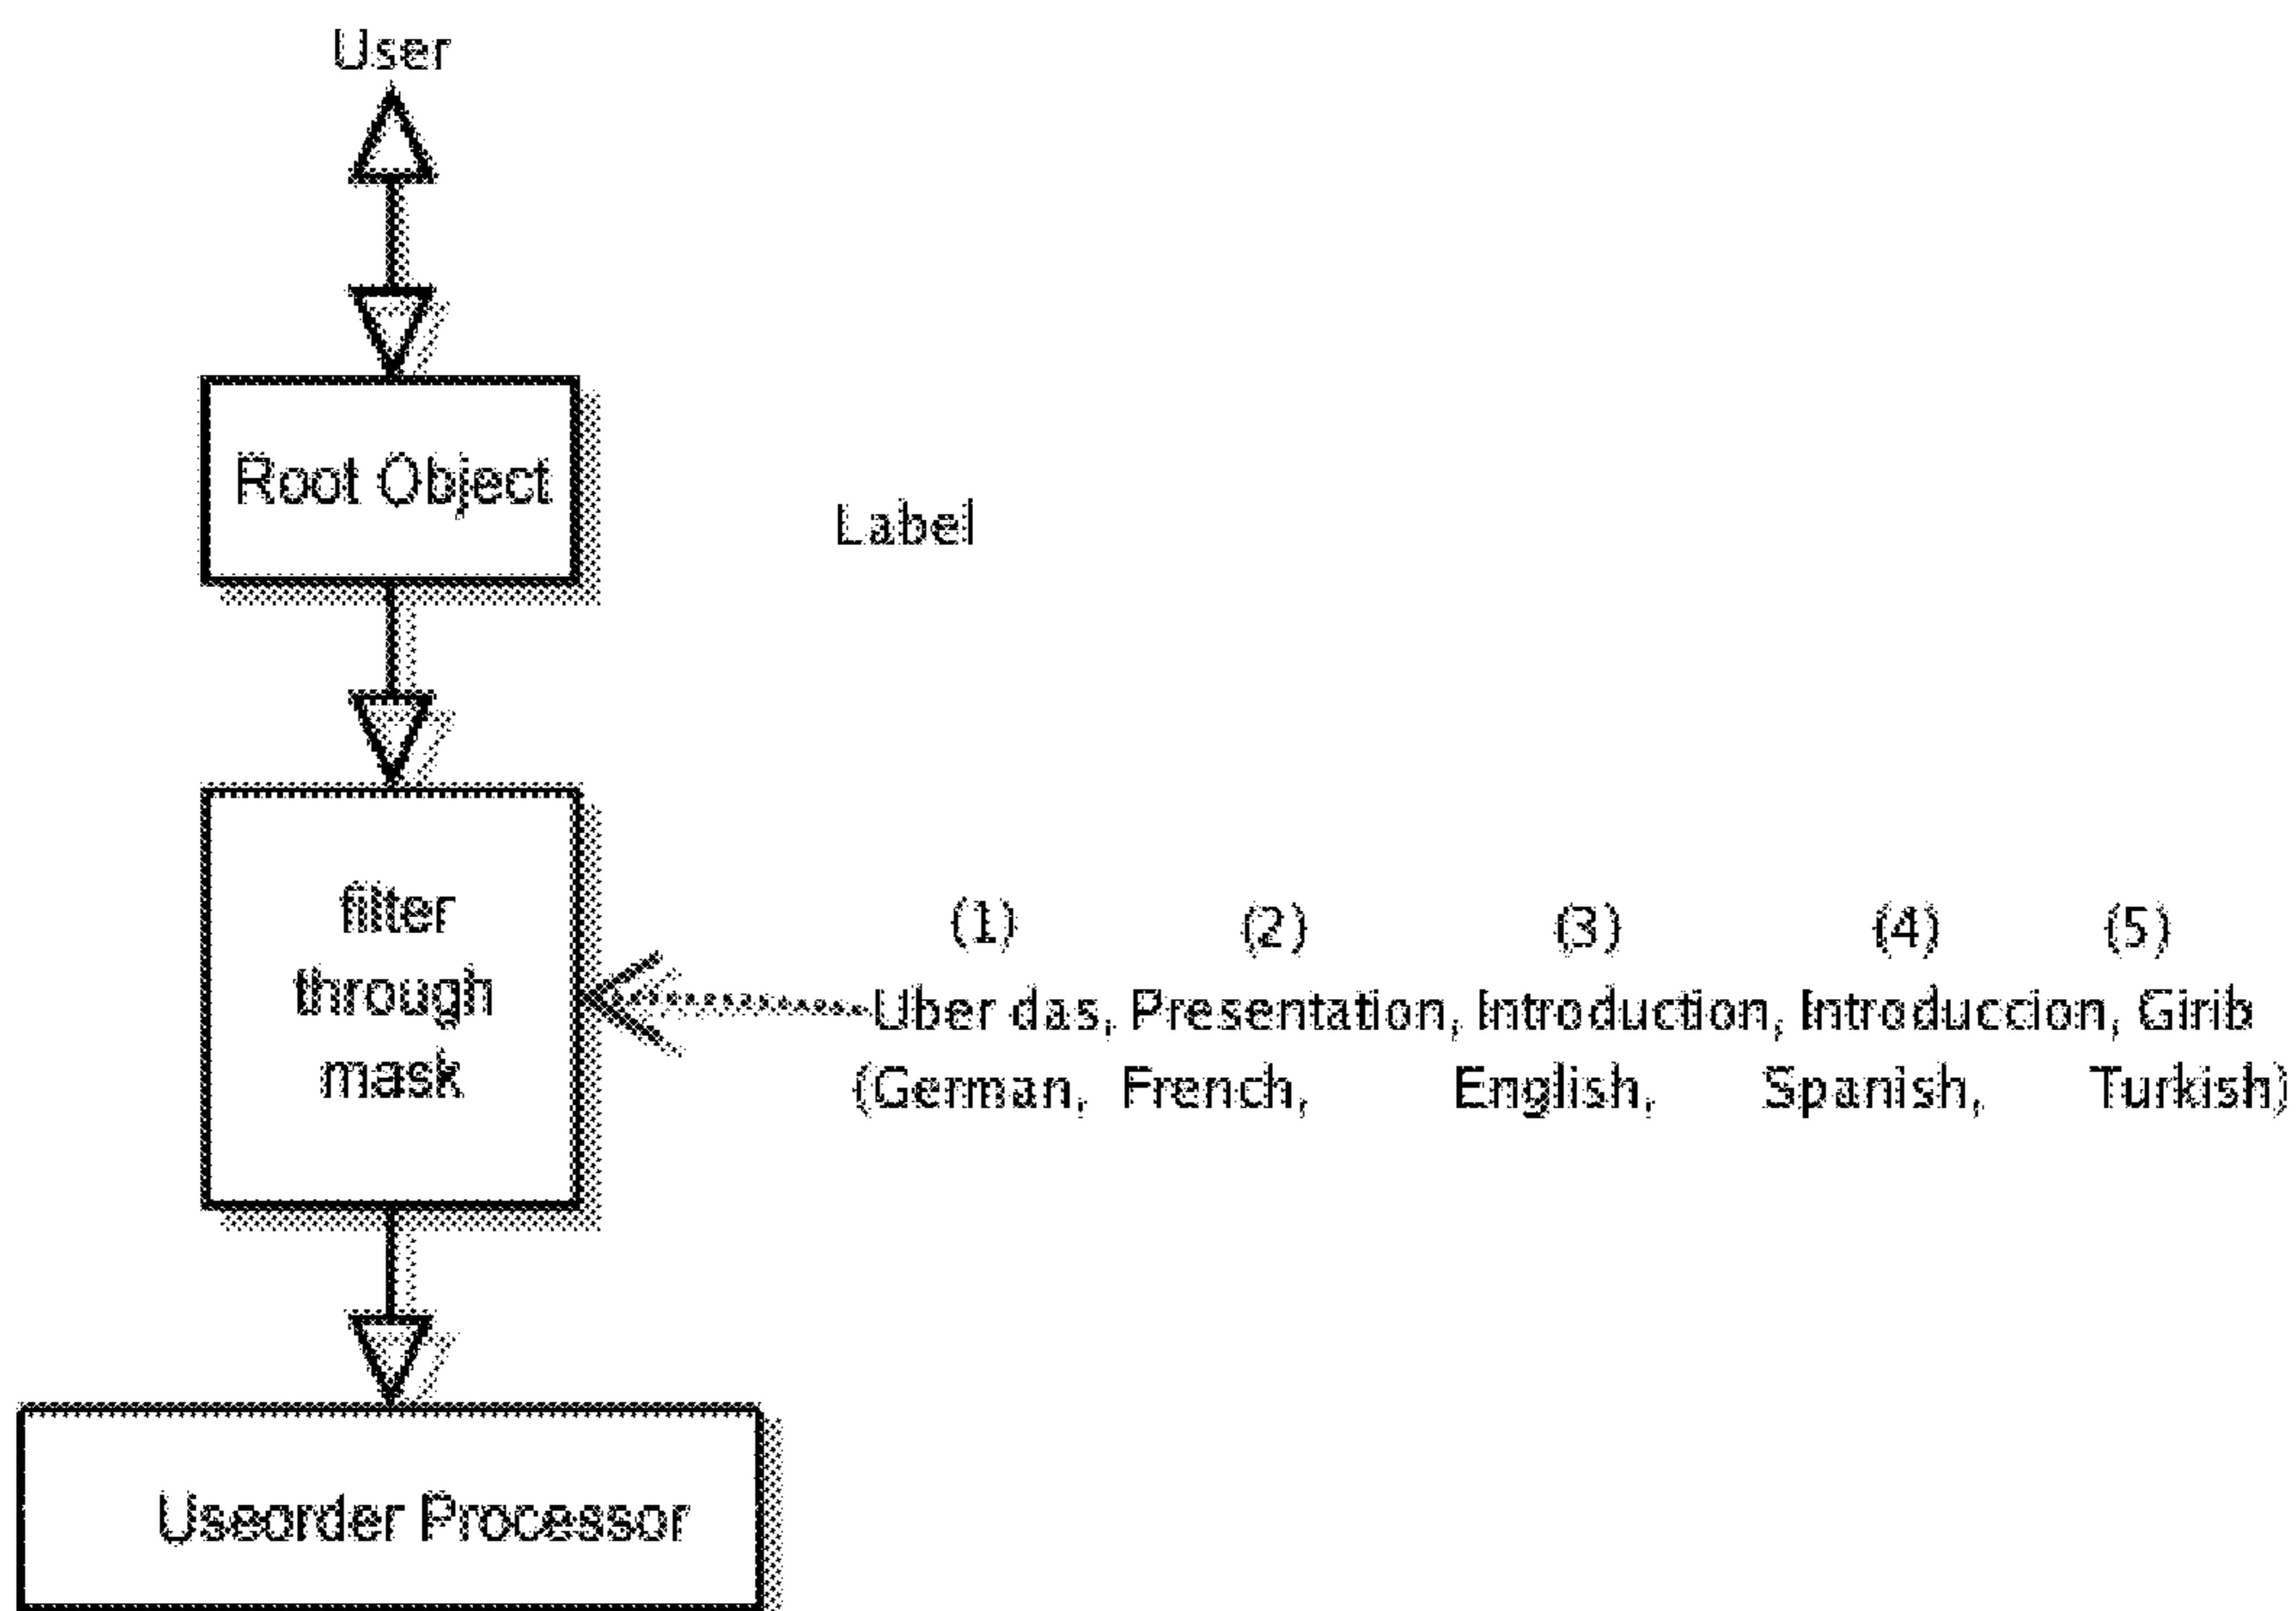 User
Root Object
Label
filter
through
mask
(1) (2) (3) (4) (5)
Uber das, Presentation, Introduction, Introduccion, Girib
(German, French, English, Spanish, Turkish)
Useorder Processor